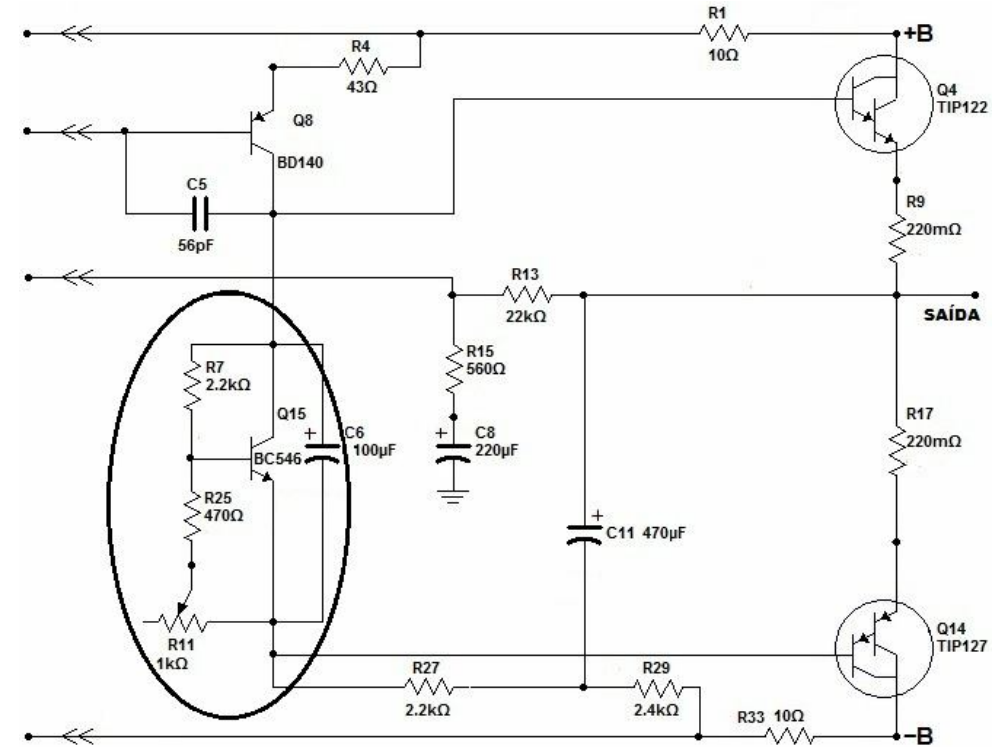 R1
10Ω
+B
R4
43Ω
Q4
TIP122
Q8
BD140
C5
56pF
R9
220mΩ
R13
22kΩ
SAÍDA
R15
560Ω
R7
2.2kΩ
Q15
BC546
C6
100µF
C8
220µF
R17
220mΩ
R25
470Ω
C11 470µF
R11
1kΩ
Q14
TIP127
R27
2.2kΩ
R29
2.4kΩ
R33 10Ω
−B